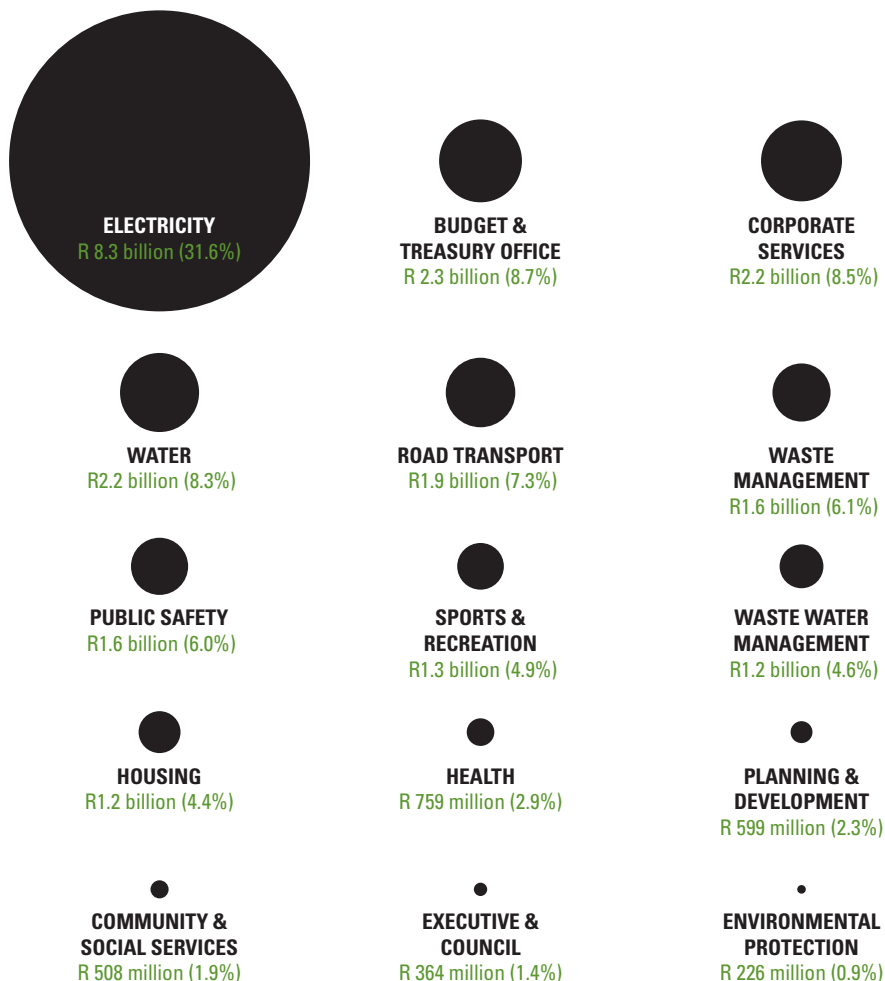 ELECTRICITY
R 8.3 billion (31.6%)
BUDGET &
TREASURY OFFICE
R 2.3 billion (8.7%)
CORPORATE
SERVICES
R2.2 billion (8.5%)
WATER
R2.2 billion (8.3%)
ROAD TRANSPORT
R1.9 billion (7.3%)
WASTE
MANAGEMENT
R1.6 billion (6.1%)
PUBLIC SAFETY
R1.6 billion (6.0%)
SPORTS &
RECREATION
R1.3 billion (4.9%)
WASTE WATER
MANAGEMENT
R1.2 billion (4.6%)
HOUSING
R1.2 billion (4.4%)
HEALTH
R 759 million (2.9%)
PLANNING &
DEVELOPMENT
R 599 million (2.3%)
COMMUNITY &
SOCIAL SERVICES
R 508 million (1.9%)
EXECUTIVE &
COUNCIL
R 364 million (1.4%)
ENVIRONMENTAL
PROTECTION
R 226 million (0.9%)